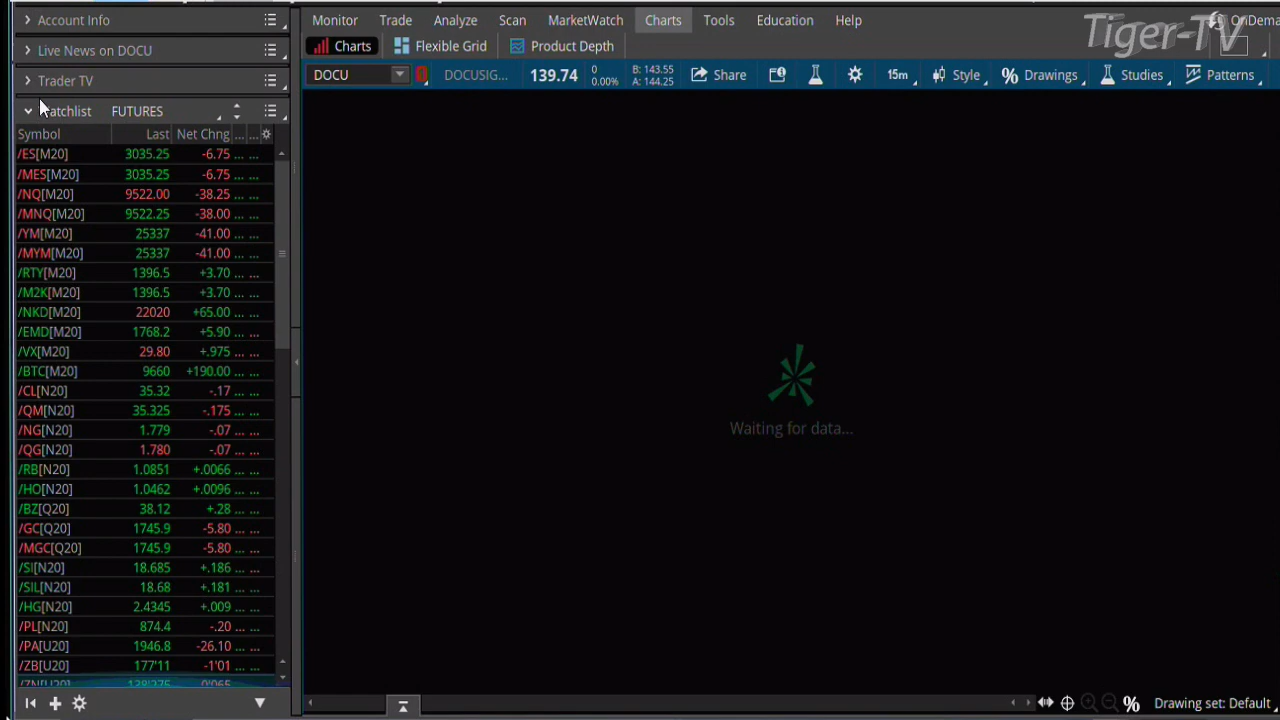 Account Info
Live News on DOCU
Trader TV
atchlist FUTURES
Symbol Last Net Chng ... ...
/ES[M20] 3035.25 -6.75 ... ...
/MES[M20] 3035.25 -6.75 ... ...
/NQ[M20] 9522.00 -38.25 ... ...
/MNQ[M20] 9522.25 -38.00 ... ...
/YM[M20] 25337 -41.00 ... ...
/MYM[M20] 25337 -41.00 ... ...
/RTY[M20] 1396.5 +3.70 ... ...
/M2K[M20] 1396.5 +3.70 ... ...
/NKD[M20] 22020 +65.00 ... ...
/EMD[M20] 1768.2 +5.90 ... ...
/VX[M20] 29.80 +.975 ... ...
/BTC[M20] 9660 +190.00 ... ...
/CL[N20] 35.32 -.17 ... ...
/QM[N20] 35.325 -.175 ... ...
/NG[N20] 1.779 -.07 ... ...
/QG[N20] 1.780 -.07 ... ...
/RB[N20] 1.0851 +.0066 ... ...
/HO[N20] 1.0462 +.0096 ... ...
/BZ[Q20] 38.12 +.28 ... ...
/GC[Q20] 1745.9 -5.80 ... ...
/MGC[Q20] 1745.9 -5.80 ... ...
/SI[N20] 18.685 +.186 ... ...
/SIL[N20] 18.68 +.181 ... ...
/HG[N20] 2.4345 +.009 ... ...
/PL[N20] 874.4 -.20 ... ...
/PA[U20] 1946.8 -26.10 ... ...
/ZB[U20] 177'11 -1'01 ... ...
/ZN[U20] 138'275 0'065 ... ...
Monitor Trade Analyze Scan MarketWatch Charts Tools Education Help
OnDema
Tiger-TV
Charts Flexible Grid Product Depth
DOCU DOCUSIG... 139.74 0 B: 143.55 Share 15m Style % Drawings Studies Patterns
0.00% A: 144.25
Waiting for data...
% Drawing set: Default